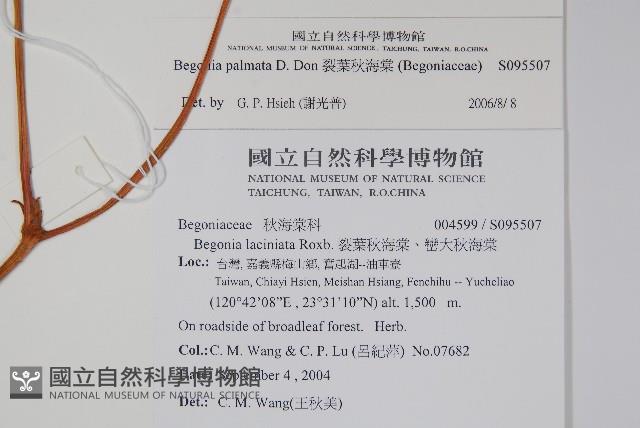 國立自然科學博物館
NATIONAL MUSEUM OF NATURAL SCIENCE, TAICHUNG, TAIWAN, R.O.CHINA
Begonia palmata D. Don 裂葉秋海棠 (Begoniaceae) S095507
Det. by G. P. Hsieh (謝光普) 2006/8/ 8
國立自然科學博物館
NATIONAL MUSEUM OF NATURAL SCIENCE
TAICHUNG, TAIWAN, R.O.CHINA
Begoniaceae 秋海棠科 004599 / S095507
Begonia laciniata Roxb. 裂葉秋海棠、巒大秋海棠
Loc.: 台灣, 嘉義縣梅山鄉, 奮起湖--油車寮
Taiwan, Chiayi Hsien, Meishan Hsiang, Fenchihu -- Yucheliao
(120°42'08"E , 23°31'10"N) alt. 1,500 m.
On roadside of broadleaf forest. Herb.
Col.: C. M. Wang & C. P. Lu (呂紀萍) No.07682
Date: September 4 , 2004
Det.: C. M. Wang(王秋美)
國立自然科學博物館
NATIONAL MUSEUM OF NATURAL SCIENCE